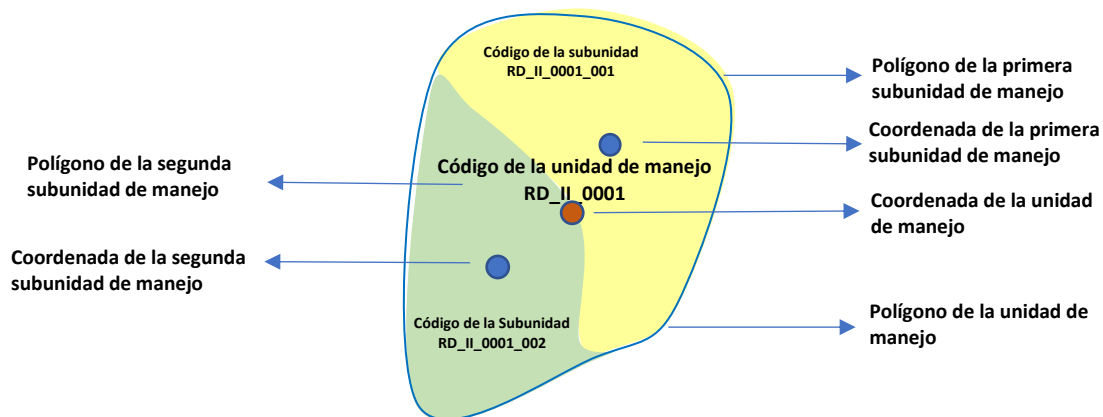 Código de la subunidad
RD_II_0001_001
Polígono de la primera
subunidad de manejo
Coordenada de la primera
subunidad de manejo
Polígono de la segunda
subunidad de manejo
Código de la unidad de manejo
RD_II_0001
Coordenada de la unidad
de manejo
Coordenada de la segunda
subunidad de manejo
Código de la Subunidad
RD_II_0001_002
Polígono de la unidad de
manejo